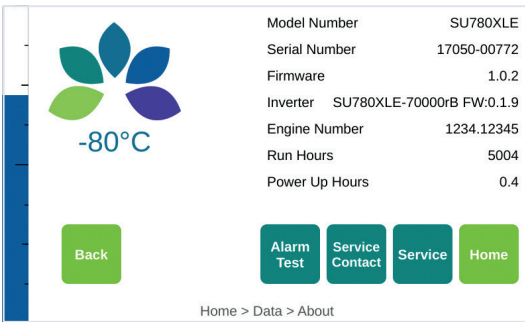 Model Number SU780XLE
Serial Number 17050-00772
Firmware 1.0.2
Inverter SU780XLE-70000rB FW:0.1.9
Engine Number 1234.12345
Run Hours 5004
Power Up Hours 0.4
-80°C
Back
Alarm
Test
Service
Contact
Service
Home
Home > Data > About